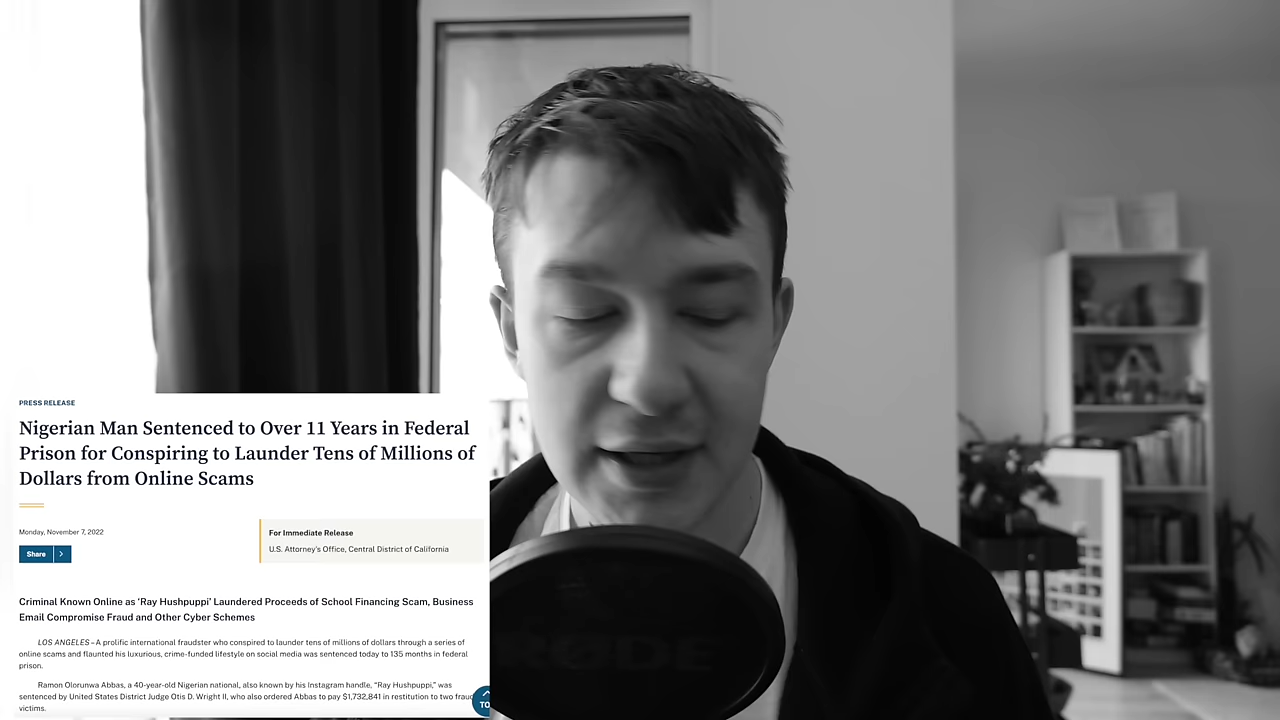 PRESS RELEASE
Nigerian Man Sentenced to Over 11 Years in Federal
Prison for Conspiring to Launder Tens of Millions of
Dollars from Online Scams
Monday, November 7, 2022
For Immediate Release
Share
U.S. Attorney's Office, Central District of California
Criminal Known Online as ‘Ray Hushpuppi’ Laundered Proceeds of School Financing Scam, Business
Email Compromise Fraud and Other Cyber Schemes
LOS ANGELES – A prolific international fraudster who conspired to launder tens of millions of dollars through a series of
online scams and flaunted his luxurious, crime-funded lifestyle on social media was sentenced today to 135 months in federal
prison.
Ramon Olorunwa Abbas, a 40-year-old Nigerian national, also known by his Instagram handle, “Ray Hushpuppi,” was
sentenced by United States District Judge Otis D. Wright II, who also ordered Abbas to pay $1,732,841 in restitution to two
victims.
RØDE